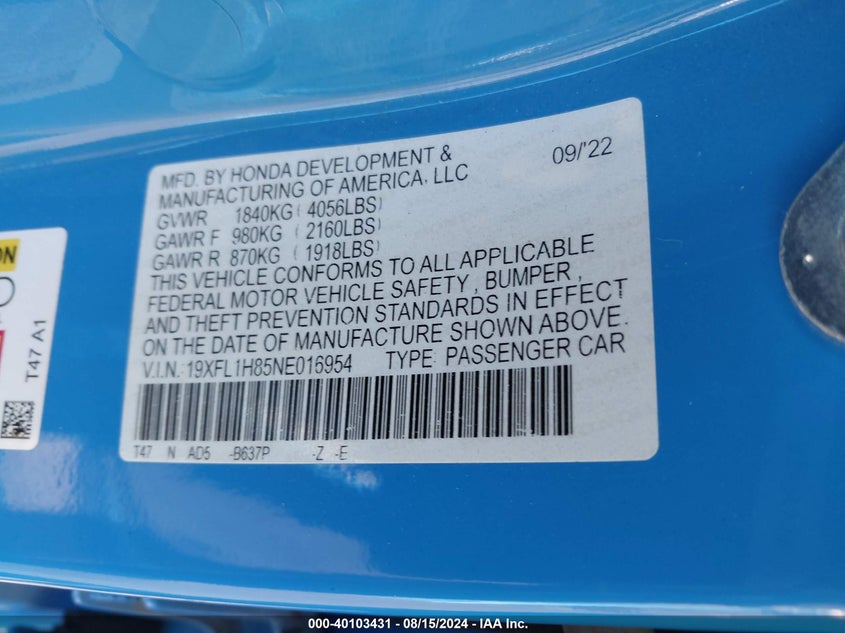 MFD. BY HONDA DEVELOPMENT & 09/'22
MANUFACTURING OF AMERICA, LLC
GVWR 1840KG (4056LBS)
GAWR F 980KG (2160LBS)
GAWR R 870KG (1918LBS)
THIS VEHICLE CONFORMS TO ALL APPLICABLE
FEDERAL MOTOR VEHICLE SAFETY, BUMPER,
AND THEFT PREVENTION STANDARDS IN EFFECT
ON THE DATE OF MANUFACTURE SHOWN ABOVE.
V.I.N.:19XFL1H85NE015954 TYPE: PASSENGER CAR
T47 N AD5 -B637P -Z -E
T47 A1
000-40103431 - 08/15/2024 - IAA Inc.